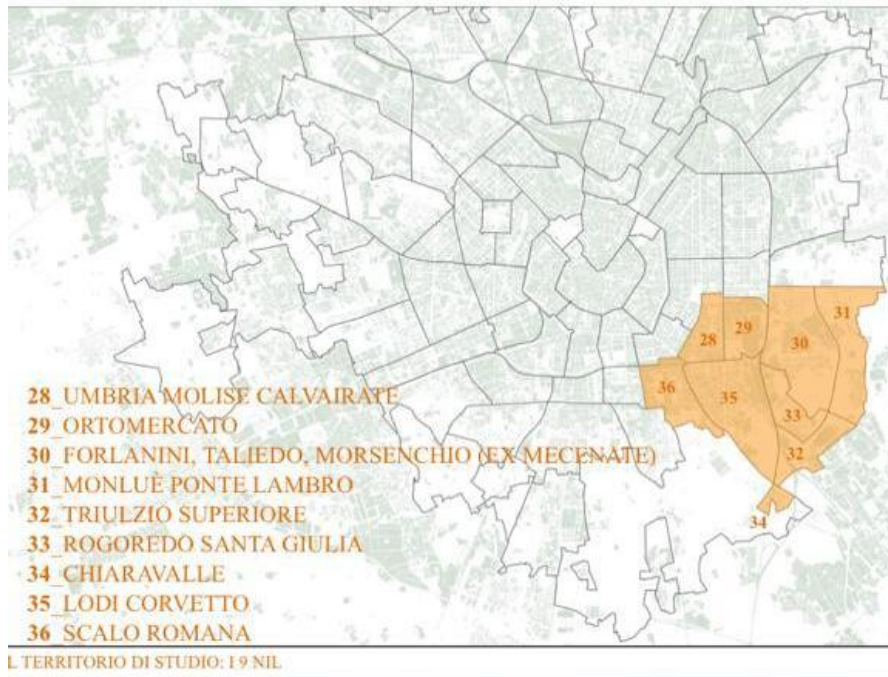 31
28
29
30
36
35
33
32
34
28_UMBRIA MOLISE CALVAIRATE
29_ORTOMERCATO
30_FORLANINI, TALIEDO, MORSENCHIO (EX MECENATE)
31_MONLUÈ PONTE LAMBRO
32_TRIULZIO SUPERIORE
33_ROGOREDO SANTA GIULIA
34_CHIARAVALLE
35_LODI CORVETTO
36_SCALO ROMANA
L TERRITORIO DI STUDIO: I 9 NIL